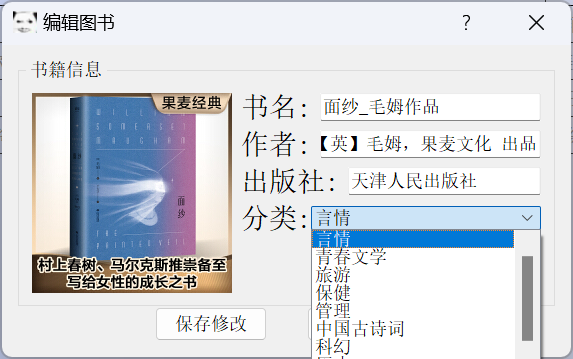 编辑图书
?
书籍信息
果麦经典
WILLIAM
SOMERSET
MAUGHAM
面纱
THE
PAINTED VEIL
村上春树、马尔克斯推崇备至
写给女性的成长之书
书名: 面纱_毛姆作品
作者: 【英】毛姆，果麦文化 出品
出版社: 天津人民出版社
分类: 言情
言情
青春文学
旅游
保健
管理
中国古诗词
科幻
保存修改